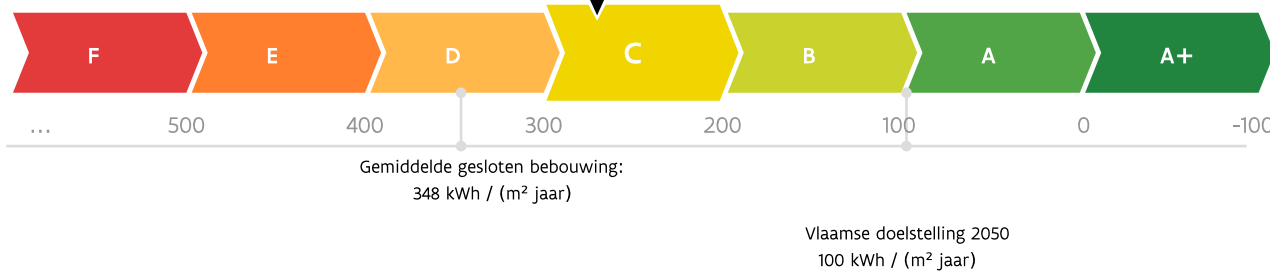 F E D C B A A+
... 500 400 300 200 100 0 -100
Gemiddelde gesloten bebouwing:
348 kWh / (m² jaar)
Vlaamse doelstelling 2050
100 kWh / (m² jaar)